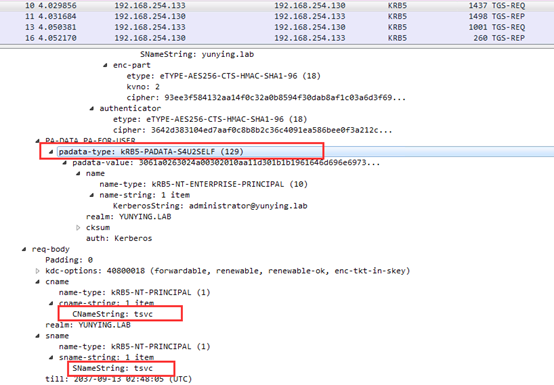 10 4.029856 192.168.254.133 192.168.254.130 KRB5 1437 TGS-REQ
11 4.031684 192.168.254.130 192.168.254.133 KRB5 1498 TGS-REP
13 4.050381 192.168.254.133 192.168.254.130 KRB5 1001 TGS-REQ
16 4.052170 192.168.254.130 192.168.254.133 KRB5 260 TGS-REP
SNameString: yunying.lab
enc-part
etype: eTYPE-AES256-CTS-HMAC-SHA1-96 (18)
kvno: 2
cipher: 93ee3f584132aa14f0c32a0b8594f30dab8af1c03a6d3f69...
authenticator
etype: eTYPE-AES256-CTS-HMAC-SHA1-96 (18)
cipher: 3642d383104ed7aaf0c8b8b2c36c4091ea586bee0f3a212c...
PA-DATA PA-FOR-USER
padata-type: kRB5-PADATA-S4U2SELF (129)
padata-value: 3061a0263024a00302010aa11d301b1b1961646d696e6973...
name
name-type: kRB5-NT-ENTERPRISE-PRINCIPAL (10)
name-string: 1 item
KerberosString: administrator@yunying.lab
realm: YUNYING.LAB
cksum
auth: Kerberos
req-body
Padding: 0
kdc-options: 40800018 (forwardable, renewable, renewable-ok, enc-tkt-in-skey)
cname
name-type: kRB5-NT-PRINCIPAL (1)
cname-string: 1 item
CNameString: tsvc
realm: YUNYING.LAB
sname
name-type: kRB5-NT-PRINCIPAL (1)
sname-string: 1 item
SNameString: tsvc
till: 2037-09-13 02:48:05 (UTC)